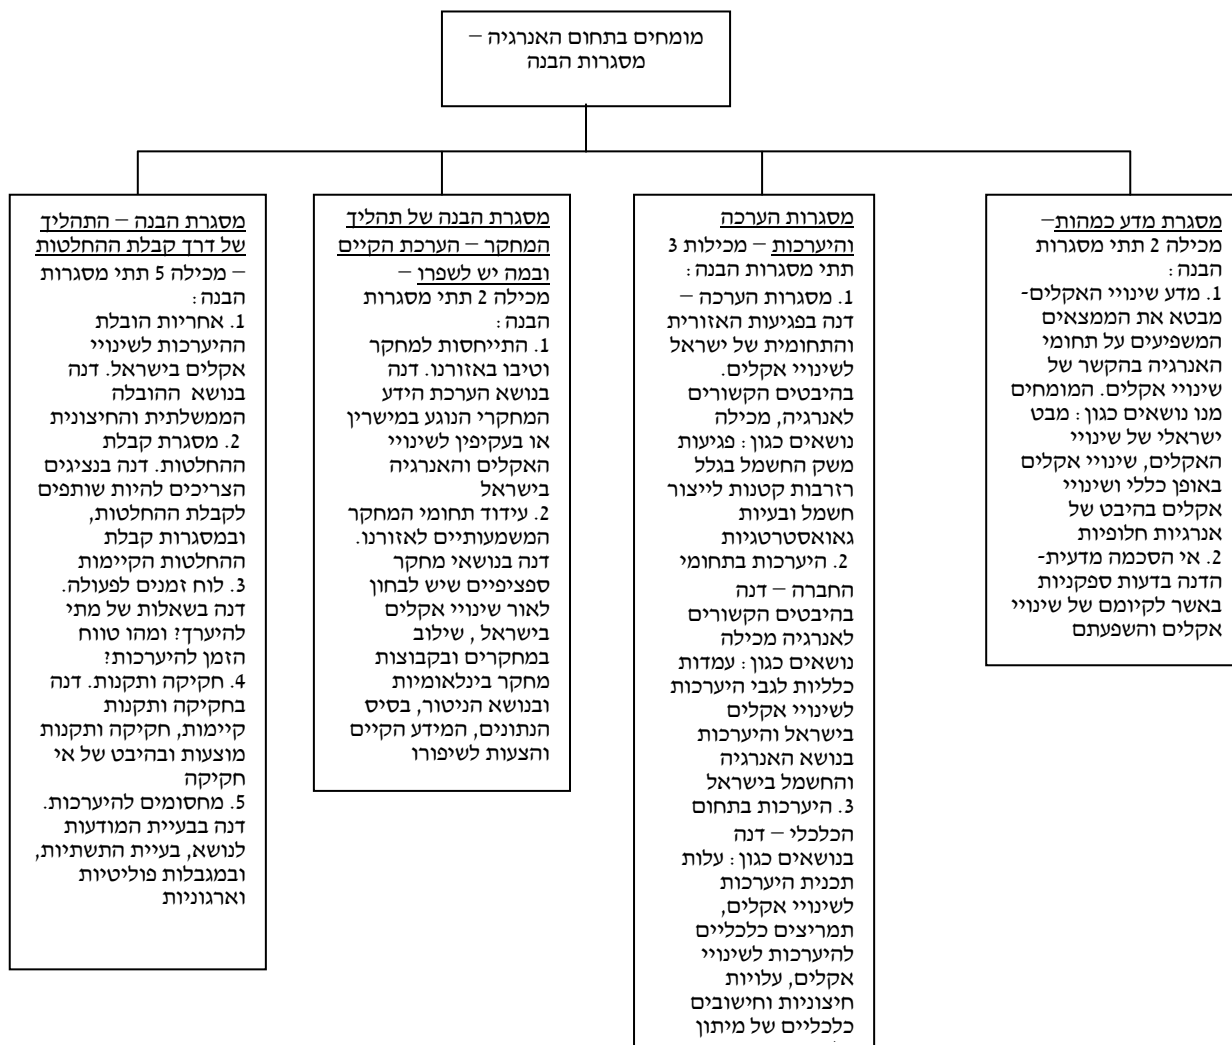 מומחים בתחום האנרגיה –
מסגרות הבנה
מסגרת מדע כמהות–
מכילה 2 תתי מסגרות
הבנה:
1. מדע שינויי האקלים-
מבטא את הממצאים
המשפיעים על תחומי
האנרגיה בהקשר של
שינויי אקלים. המומחים
מנו נושאים כגון: מבט
ישראלי של שינויי
האקלים, שינויי אקלים
באופן כללי ושינויי
אקלים בהיבט של
אנרגיות חלופיות
2. אי הסכמה מדעית-
הדנה בדעות ספקניות
באשר לקיומם של שינויי
אקלים והשפעתם
מסגרות הערכה
והיערכות – מכילות 3
תתי מסגרות הבנה:
1. מסגרות הערכה –
דנה בפגיעות האזורית
והתחומית של ישראל
לשינויי אקלים.
בהיבטים הקשורים
לאנרגיה, מכילה
נושאים כגון: פגיעות
משק החשמל בגלל
רזרבות קטנות לייצור
חשמל ובעיות
גאואסטרטגיות
2. היערכות בתחומי
החברה – דנה
בהיבטים הקשורים
לאנרגיה מכילה
נושאים כגון: עמדות
כלליות לגבי היערכות
לשינויי אקלים
בישראל והיערכות
בנושא האנרגיה
והחשמל בישראל
3. היערכות בתחום
הכלכלי – דנה
בנושאים כגון: עלות
תכנית היערכות
לשינויי אקלים,
תמריצים כלכליים
להיערכות לשינויי
אקלים, עלויות
חיצוניות וחישובים
כלכליים של מיתון
מסגרת הבנה של תהליך
המחקר – הערכת הקיים
ובמה יש לשפרו –
מכילה 2 תתי מסגרות
הבנה:
1. התייחסות למחקר
וטיבו באזורנו. דנה
בנושא הערכת הידע
המחקרי הנוגע במישרין
או בעקיפין לשינויי
האקלים והאנרגיה
בישראל
2. עידוד תחומי המחקר
המשמעותיים לאזורנו.
דנה בנושאי מחקר
ספציפיים שיש לבחון
לאור שינויי אקלים
בישראל , שילוב
במחקרים ובקבוצות
מחקר בינלאומיות
ובנושא הניטור, בסיס
הנתונים, המידע הקיים
והצעות לשיפורו
מסגרת הבנה – התהליך
של דרך קבלת ההחלטות
– מכילה 5 תתי מסגרות
הבנה:
1. אחריות הובלת
ההיערכות לשינויי
אקלים בישראל. דנה
בנושא ההובלה
הממשלתית והחיצונית
2. מסגרת קבלת
ההחלטות. דנה בנציגים
הצריכים להיות שותפים
לקבלת ההחלטות,
ובמסגרות קבלת
ההחלטות הקיימות
3. לוח זמנים לפעולה.
דנה בשאלות של מתי
להיערך? ומהו טווח
הזמן להיערכות?
4. חקיקה ותקנות. דנה
בחקיקה ותקנות
קיימות, חקיקה ותקנות
מוצעות ובהיבט של אי
חקיקה
5. מחסומים להיערכות.
דנה בבעיית המודעות
לנושא, בעיית התשתיות,
ובמגבלות פוליטיות
וארגוניות